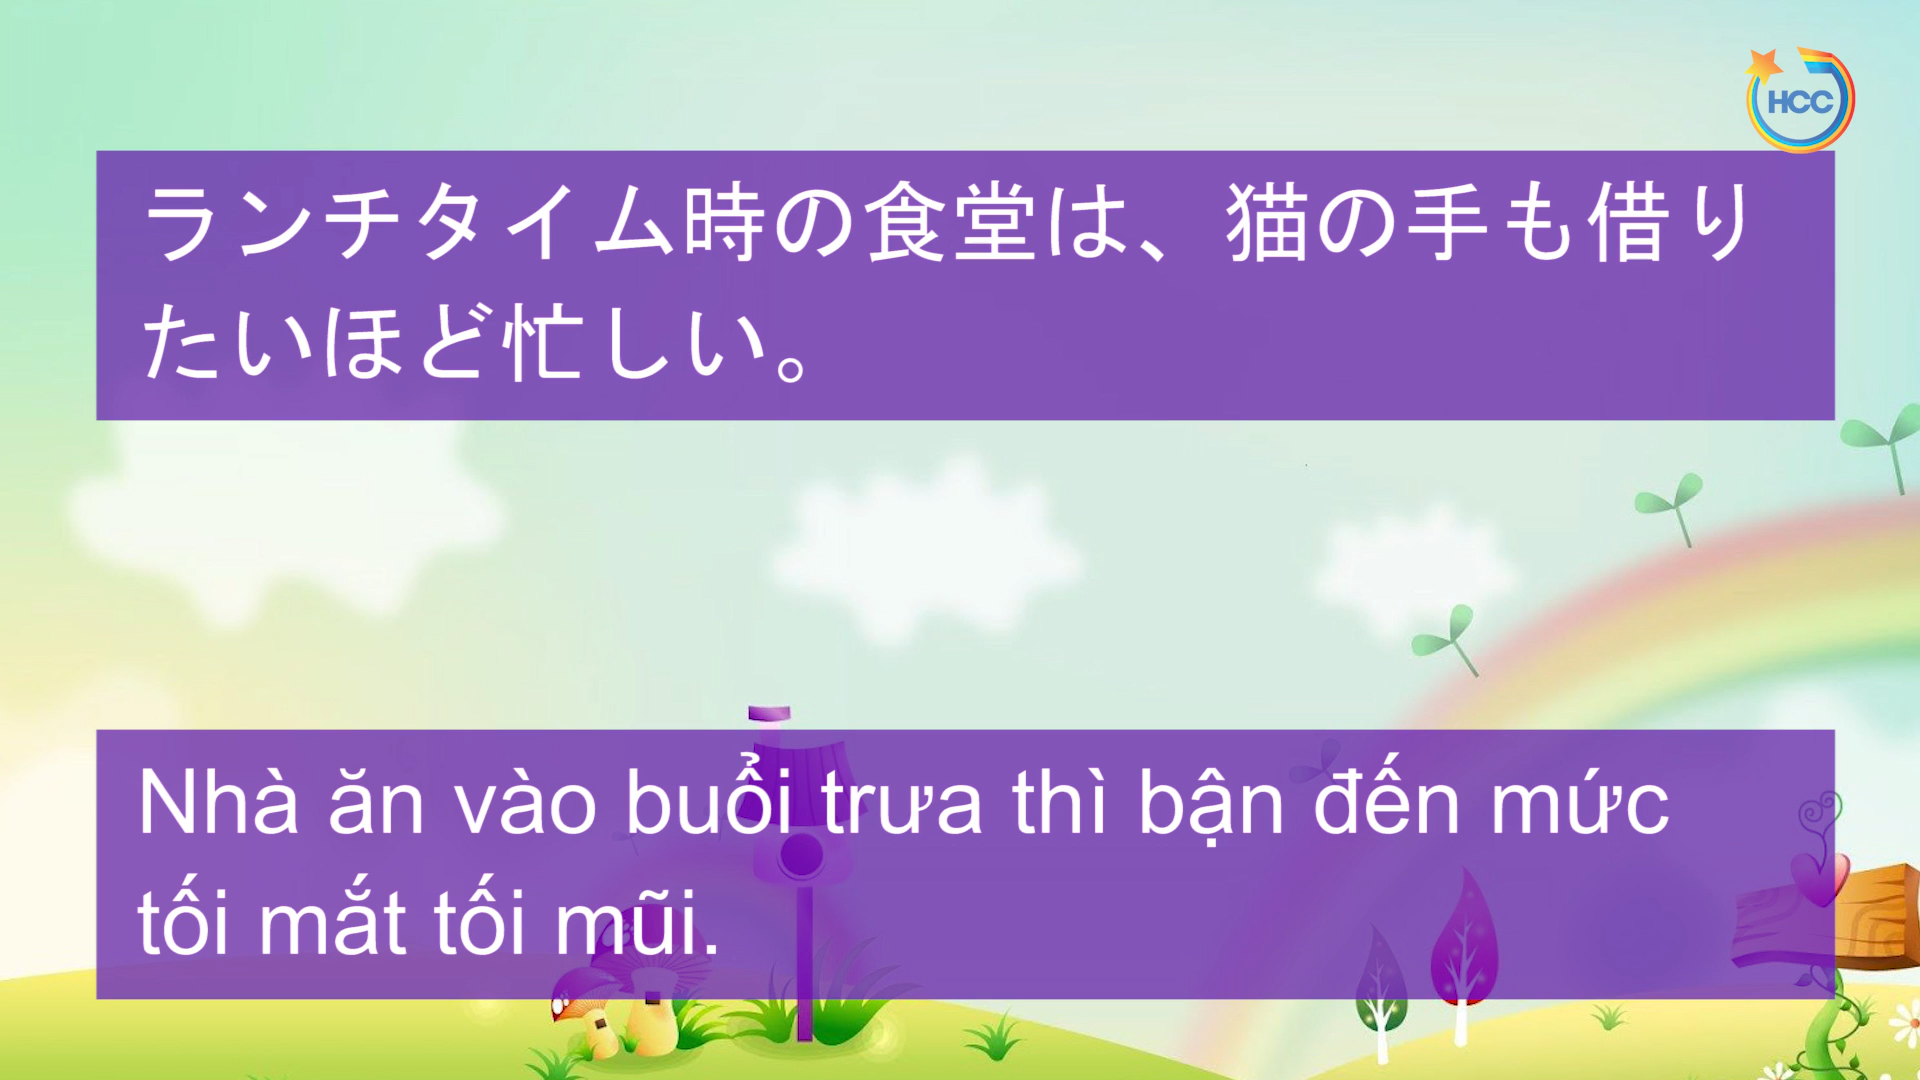 HCC
ランチタイム時の食堂は、猫の手も借り
たいほど忙しい。
Nhà ăn vào buổi trưa thì bận đến mức
tối mắt tối mũi.